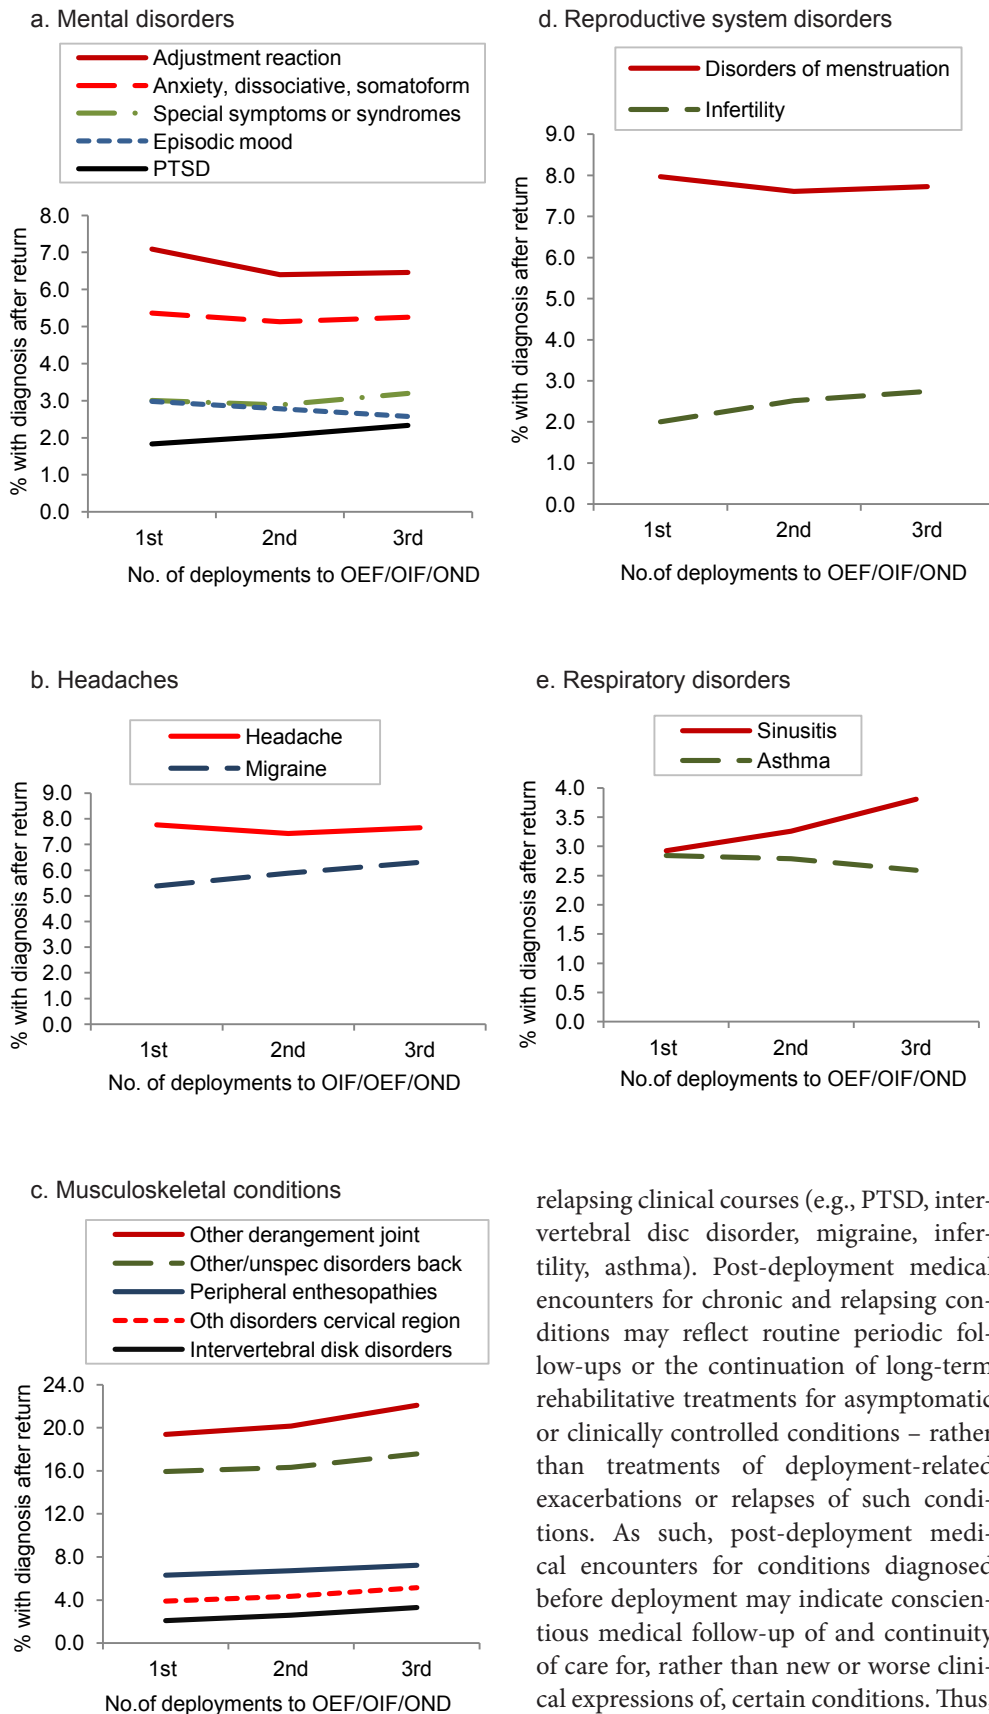 a. Mental disorders
Adjustment reaction
Anxiety, dissociative, somatoform
Special symptoms or syndromes
Episodic mood
PTSD
% with diagnosis after return
8.0
7.0
6.0
5.0
4.0
3.0
2.0
1.0
0.0
1st 2nd 3rd
No. of deployments to OEF/OIF/OND
b. Headaches
Headache
Migraine
% with diagnosis after return
9.0
8.0
7.0
6.0
5.0
4.0
3.0
2.0
1.0
0.0
1st 2nd 3rd
No. of deployments to OIF/OEF/OND
c. Musculoskeletal conditions
Other derangement joint
Other/unspec disorders back
Peripheral enthesopathies
Oth disorders cervical region
Intervertebral disk disorders
% with diagnosis after return
24.0
20.0
16.0
12.0
8.0
4.0
0.0
1st 2nd 3rd
No.of deployments to OEF/OIF/OND
d. Reproductive system disorders
Disorders of menstruation
Infertility
% with diagnosis after return
9.0
8.0
7.0
6.0
5.0
4.0
3.0
2.0
1.0
0.0
1st 2nd 3rd
No.of deployments to OEF/OIF/OND
e. Respiratory disorders
Sinusitis
Asthma
% with diagnosis after return
4.0
3.5
3.0
2.5
2.0
1.5
1.0
0.5
0.0
1st 2nd 3rd
No.of deployments to OEF/OIF/OND
relapsing clinical courses (e.g., PTSD, inter-
vertebral disc disorder, migraine, infer-
tility, asthma). Post-deployment medical
encounters for chronic and relapsing con-
ditions may reflect routine periodic fol-
low-ups or the continuation of long-term
rehabilitative treatments for asymptomatic
or clinically controlled conditions – rather
than treatments of deployment-related
exacerbations or relapses of such condi-
tions. As such, post-deployment medi-
cal encounters for conditions diagnosed
before deployment may indicate conscien-
tious medical follow-up of and continuity
of care for, rather than new or worse clini-
cal expressions of, certain conditions. Thus